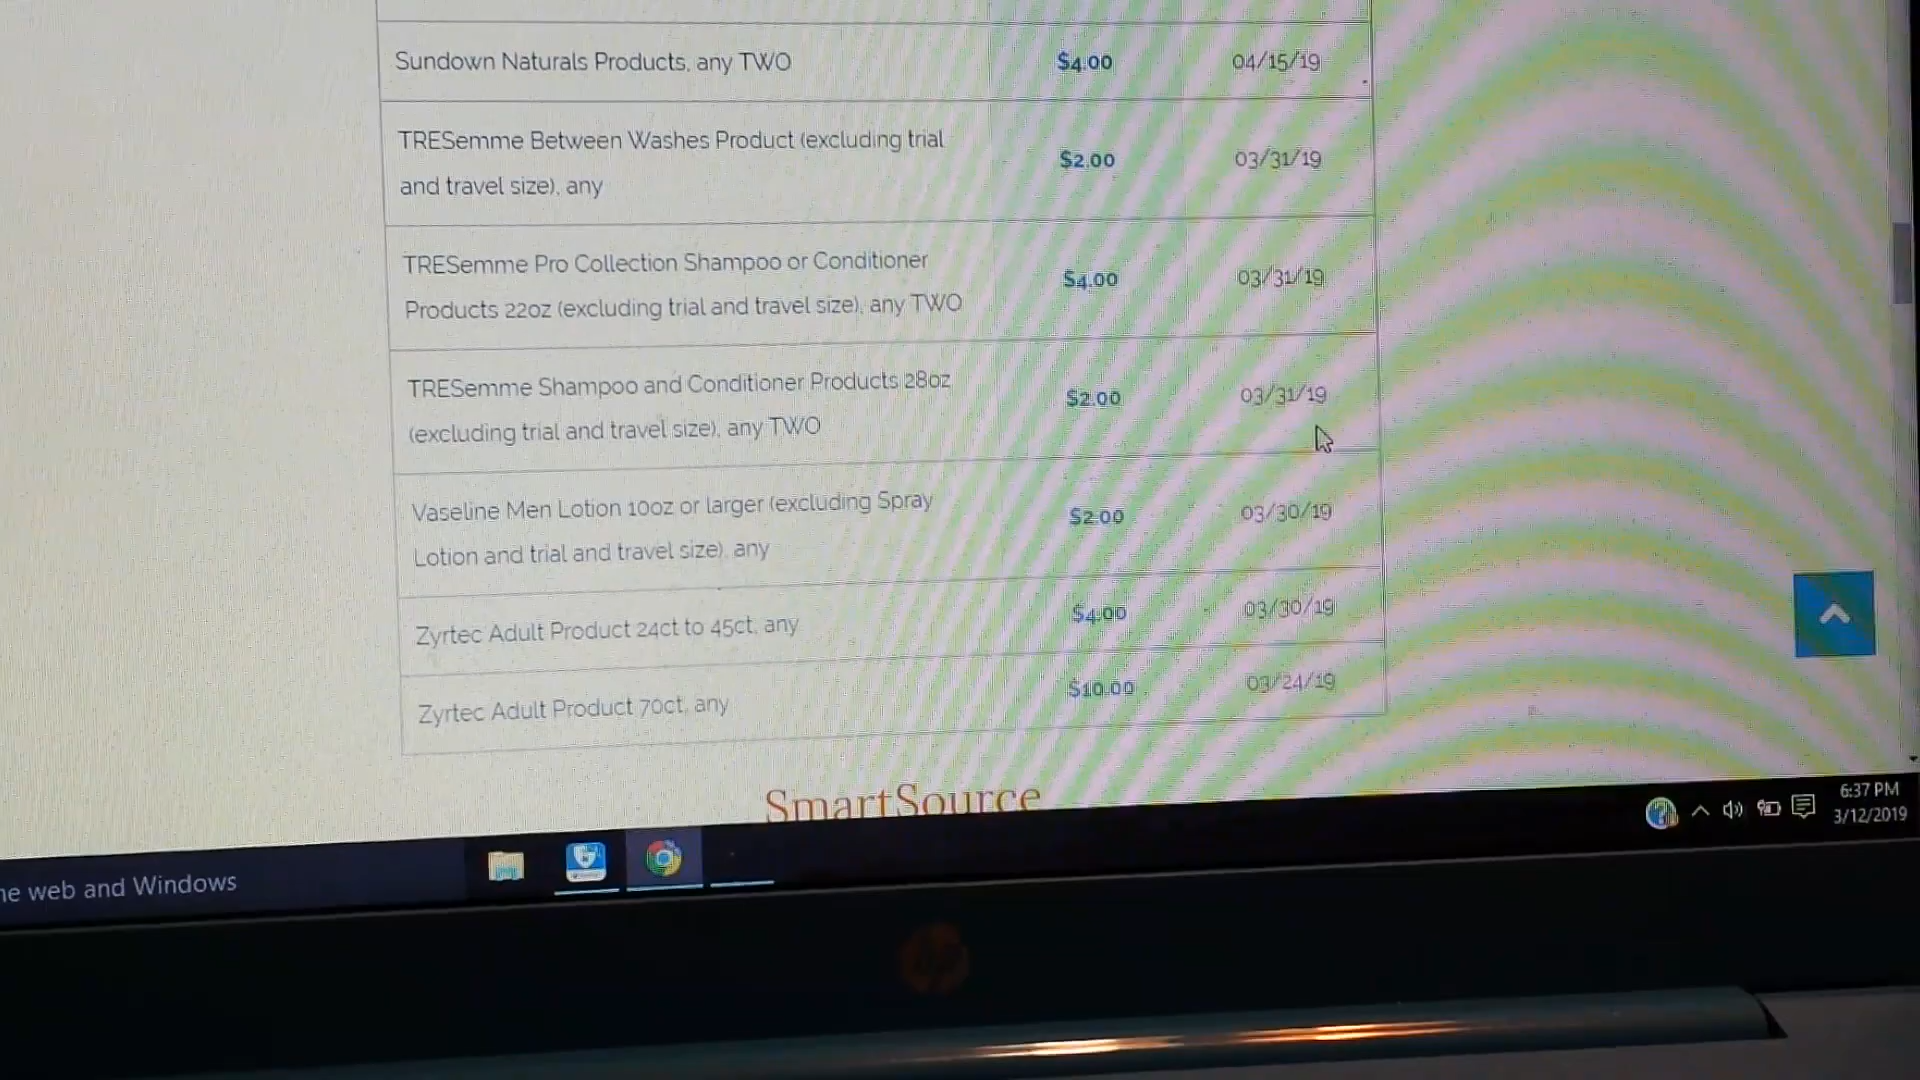 Sundown Naturals Products, any TWO $4.00 04/15/19
TRESemme Between Washes Product (excluding trial
and travel size), any $2.00 03/31/19
TRESemme Pro Collection Shampoo or Conditioner
Products 22oz (excluding trial and travel size), any TWO $4.00 03/31/19
TRESemme Shampoo and Conditioner Products 28oz
(excluding trial and travel size), any TWO $2.00 03/31/19
Vaseline Men Lotion 10oz or larger (excluding Spray
Lotion and trial and travel size), any $2.00 03/30/19
Zyrtec Adult Product 24ct to 45ct, any $4.00 03/30/19
Zyrtec Adult Product 70ct, any $10.00 03/24/19
SmartSource
6:37 PM
3/12/2019
he web and Windows
hp